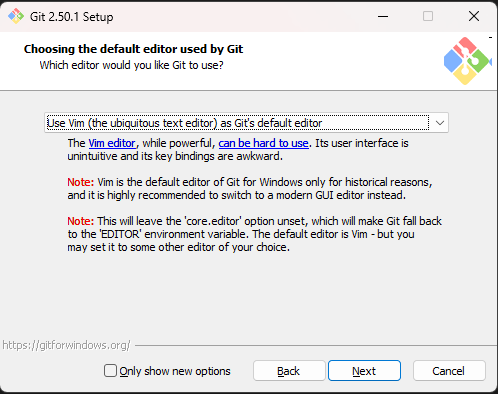 Git 2.50.1 Setup
Choosing the default editor used by Git
Which editor would you like Git to use?
Use Vim (the ubiquitous text editor) as Git's default editor
The Vim editor, while powerful, can be hard to use. Its user interface is
unintuitive and its key bindings are awkward.
Note: Vim is the default editor of Git for Windows only for historical reasons,
and it is highly recommended to switch to a modern GUI editor instead.
Note: This will leave the 'core.editor' option unset, which will make Git fall back
to the 'EDITOR' environment variable. The default editor is Vim - but you
may set it to some other editor of your choice.
https://gitforwindows.org/
Only show new options
Back
Next
Cancel